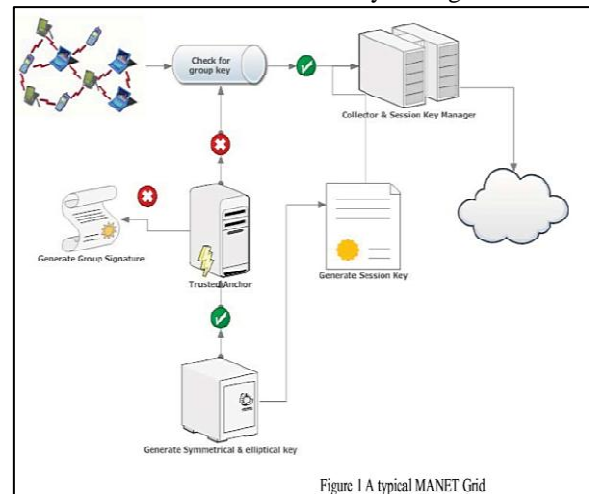 Check for
group key
Collector & Session Key Manager
Generate Group Signature
Trusted Anchor
Generate Session Key
Generate Symmetrical & elliptical key
Figure 1 A typical MANET Grid